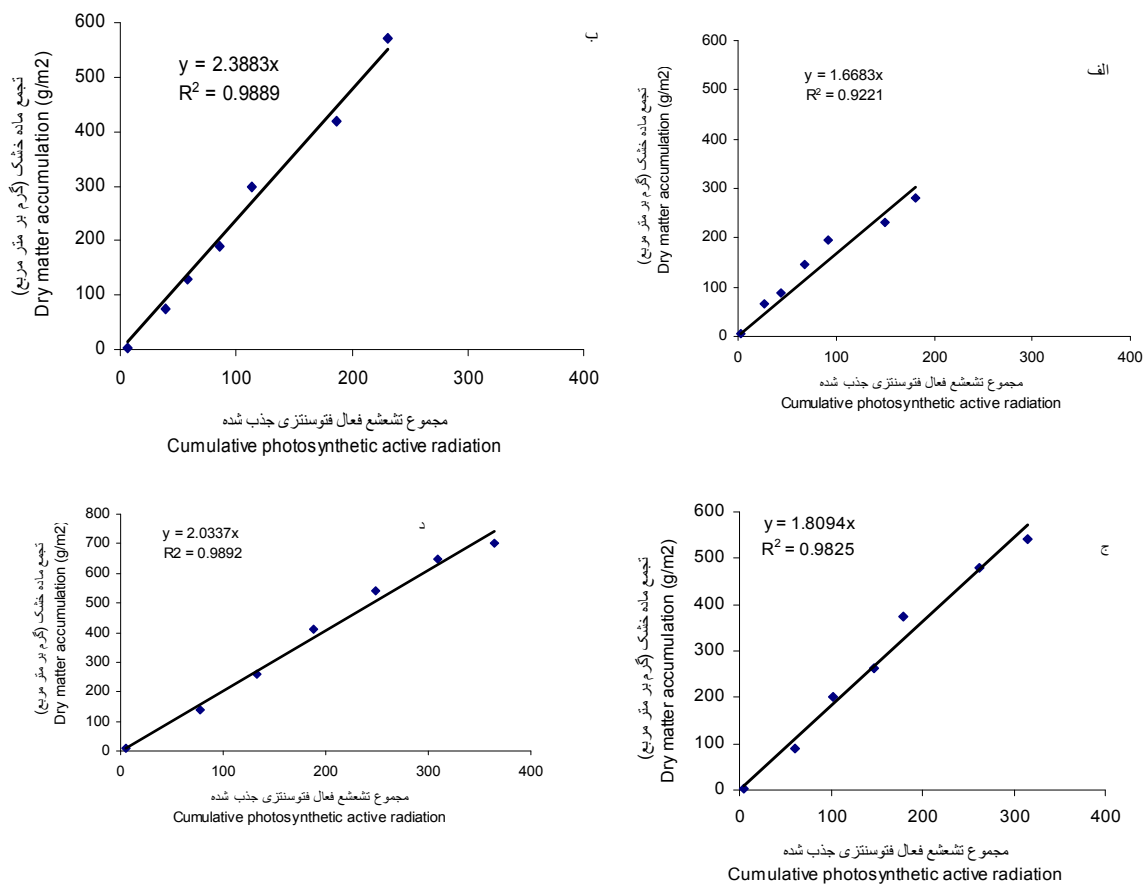 ب
y = 2.3883x
R² = 0.9889
تجمع ماده خشک (گرم بر متر مربع)
Dry matter accumulation (g/m2)
600
500
400
300
200
100
0
0 100 200 300 400
مجموع تشعشع فعال فتوسنتزی جذب شده
Cumulative photosynthetic active radiation
الف
y = 1.6683x
R² = 0.9221
تجمع ماده خشک (گرم بر متر مربع)
Dry matter accumulation (g/m2)
600
500
400
300
200
100
0
0 100 200 300 400
مجموع تشعشع فعال فتوسنتزی جذب شده
Cumulative photosynthetic active radiation
د
y = 2.0337x
R2 = 0.9892
تجمع ماده خشک (گرم بر متر مربع)
Dry matter accumulation (g/m2;
800
700
600
500
400
300
200
100
0
0 100 200 300 400
مجموع تشعشع فعال فتوسنتزی جذب شده
Cumulative photosynthetic active radiation
ج
y = 1.8094x
R² = 0.9825
تجمع ماده خشک (گرم بر متر مربع)
Dry matter accumulation (g/m2)
600
500
400
300
200
100
0
0 100 200 300 400
مجموع تشعشع فعال فتوسنتزی جذب شده
Cumulative photosynthetic active radiation